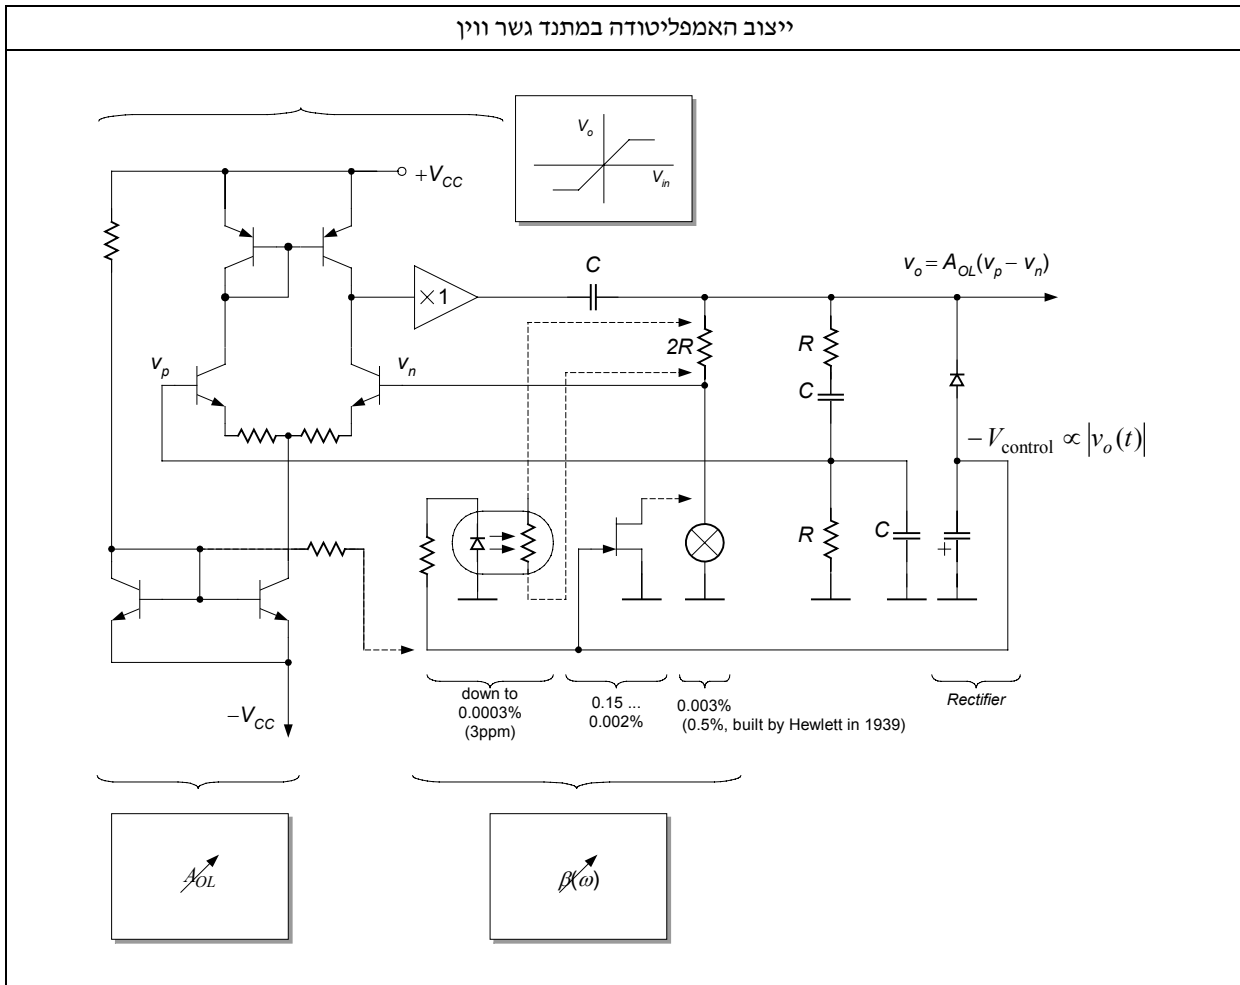 ייצוב האמפליטודה במתנד גשר ווין
V_o
V_in
+V_CC
C
v_o = A_OL(v_p − v_n)
×1
2R
R
v_p
v_n
C
−V_control ∝ |v_o(t)|
R
C
+
down to
0.0003%
(3ppm)
0.15 ...
0.002%
0.003%
(0.5%, built by Hewlett in 1939)
Rectifier
−V_CC
A_OL
β(ω)